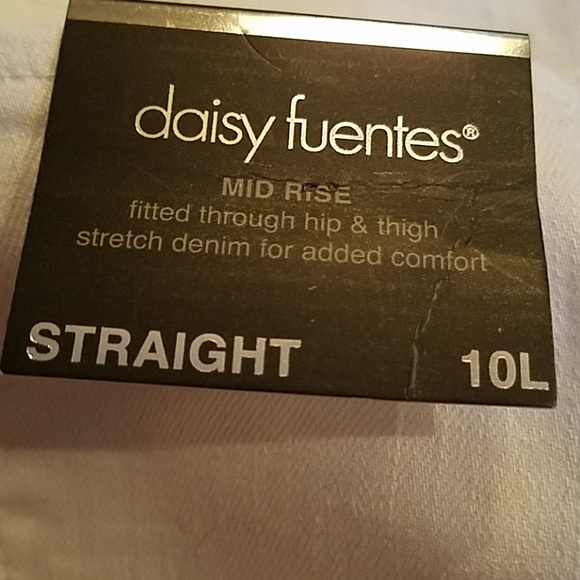 daisy fuentes®
MID RISE
fitted through hip & thigh
stretch denim for added comfort
STRAIGHT 10L